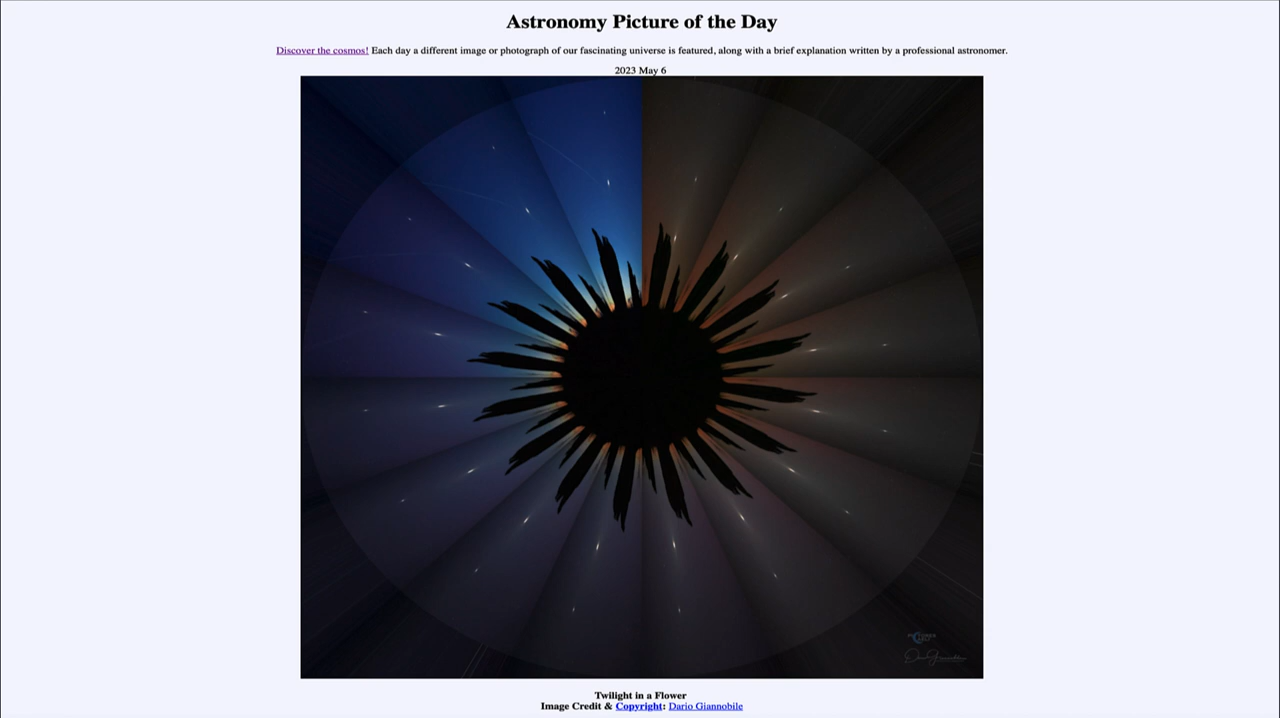 Astronomy Picture of the Day
Discover the cosmos! Each day a different image or photograph of our fascinating universe is featured, along with a brief explanation written by a professional astronomer.
2023 May 6
Twilight in a Flower
Image Credit & Copyright: Dario Giannobile